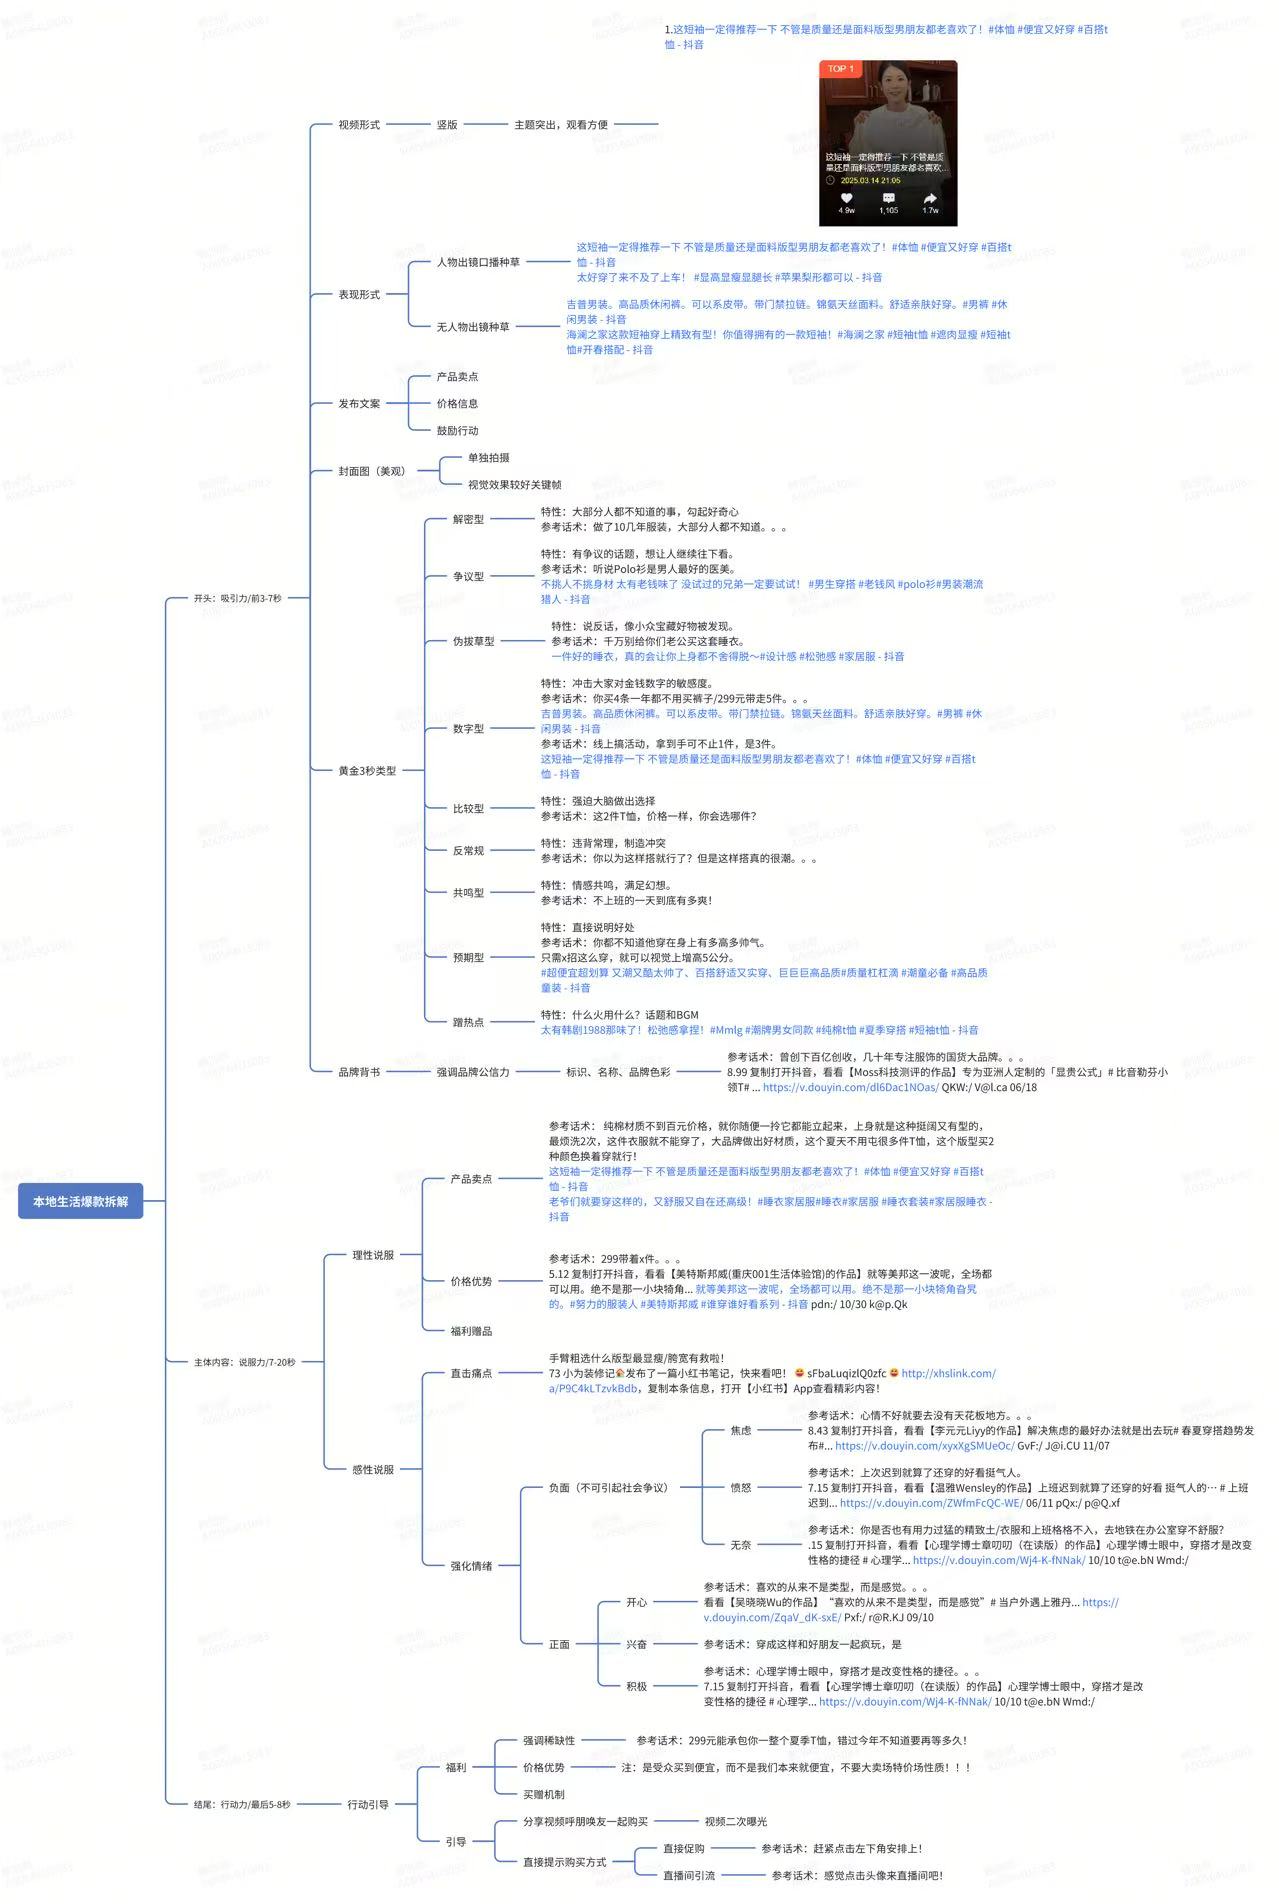 1.这短袖一定得推荐一下 不管是质量还是面料版型男朋友都老喜欢了！#体恤 #便宜又好穿 #百搭t
恤 - 抖音
TOP 1
这短袖一定得推荐一下 不管是质
量还是面料版型男朋友都老喜欢...
2025.03.14 21:05
4.9w
1,105
1.7w
视频形式
竖版
主题突出，观看方便
表现形式
人物出镜口播种草
这短袖一定得推荐一下 不管是质量还是面料版型男朋友都老喜欢了！#体恤 #便宜又好穿 #百搭t
恤 - 抖音
太好穿了来不及了上车！ #显高显瘦显腿长 #苹果梨形都可以 - 抖音
无人物出镜种草
吉普男装。高品质休闲裤。可以系皮带。带门禁拉链。锦氨天丝面料。舒适亲肤好穿。#男裤 #休
闲男装 - 抖音
海澜之家这款短袖穿上精致有型！你值得拥有的一款短袖！#海澜之家 #短袖t恤 #遮肉显瘦 #短袖t
恤#开春搭配 - 抖音
发布文案
产品卖点
价格信息
鼓励行动
封面图（美观）
单独拍摄
视觉效果较好关键帧
开头：吸引力/前3-7秒
黄金3秒类型
解密型
特性：大部分人都不知道的事，勾起好奇心
参考话术：做了10几年服装，大部分人都不知道。。。
争议型
特性：有争议的话题，想让人继续往下看。
参考话术：听说Polo衫是男人最好的医美。
不挑人不挑身材 太有老钱味了 没试过的兄弟一定要试试！ #男生穿搭 #老钱风 #polo衫#男装潮流
猎人 - 抖音
伪拔草型
特性：说反话，像小众宝藏好物被发现。
参考话术：千万别给你们老公买这套睡衣。
一件好的睡衣，真的会让你上身都不舍得脱～#设计感 #松弛感 #家居服 - 抖音
数字型
特性：冲击大家对金钱数字的敏感度。
参考话术：你买4条一年都不用买裤子/299元带走5件。。。
吉普男装。高品质休闲裤。可以系皮带。带门禁拉链。锦氨天丝面料。舒适亲肤好穿。#男裤 #休
闲男装 - 抖音
参考话术：线上搞活动，拿到手可不止1件，是3件。
这短袖一定得推荐一下 不管是质量还是面料版型男朋友都老喜欢了！#体恤 #便宜又好穿 #百搭t
恤 - 抖音
比较型
特性：强迫大脑做出选择
参考话术：这2件T恤，价格一样，你会选哪件？
反常规
特性：违背常理，制造冲突
参考话术：你以为这样搭就行了？但是这样搭真的很潮。。。
共鸣型
特性：情感共鸣，满足幻想。
参考话术：不上班的一天到底有多爽！
预期型
特性：直接说明好处
参考话术：你都不知道他穿在身上有多高多帅气。
只需x招这么穿，就可以视觉上增高5公分。
#超便宜超划算 又潮又酷太帅了、百搭舒适又实穿、巨巨巨高品质#质量杠杠滴 #潮童必备 #高品质
童装 - 抖音
蹭热点
特性：什么火用什么？话题和BGM
太有韩剧1988那味了！松弛感拿捏！#Mmlg #潮牌男女同款 #纯棉t恤 #夏季穿搭 #短袖t恤 - 抖音
品牌背书
强调品牌公信力
标识、名称、品牌色彩
参考话术：曾创下百亿创收，几十年专注服饰的国货大品牌。。。
8.99 复制打开抖音，看看【Moss科技测评的作品】专为亚洲人定制的「显贵公式」# 比音勒芬小
领T# ... https://v.douyin.com/dl6Dac1NOas/ QKW:/ V@l.ca 06/18
本地生活爆款拆解
主体内容：说服力/7-20秒
理性说服
产品卖点
参考话术： 纯棉材质不到百元价格，就你随便一拎它都能立起来，上身就是这种挺阔又有型的，
最烦洗2次，这件衣服就不能穿了，大品牌做出好材质，这个夏天不用屯很多件T恤，这个版型买2
种颜色换着穿就行！
这短袖一定得推荐一下 不管是质量还是面料版型男朋友都老喜欢了！#体恤 #便宜又好穿 #百搭t
恤 - 抖音
老爷们就要穿这样的，又舒服又自在还高级！#睡衣家居服#睡衣#家居服 #睡衣套装#家居服睡衣 -
抖音
价格优势
参考话术：299带着x件。。。
5.12 复制打开抖音，看看【美特斯邦威(重庆001生活体验馆)的作品】就等美邦这一波呢，全场都
可以用。绝不是那一小块犄角... 就等美邦这一波呢，全场都可以用。绝不是那一小块犄角旮旯
的。#努力的服装人 #美特斯邦威 #谁穿谁好看系列 - 抖音 pdn:/ 10/30 k@p.Qk
福利赠品
感性说服
直击痛点
手臂粗选什么版型最显瘦/胯宽有救啦！
73 小为装修记🏠发布了一篇小红书笔记，快来看吧！ 😆 sFbaLuqizlQ0zfc 😆 http://xhslink.com/
a/P9C4kLTzvkBdb，复制本条信息，打开【小红书】App查看精彩内容！
强化情绪
负面（不可引起社会争议）
焦虑
参考话术：心情不好就要去没有天花板地方。。。
8.43 复制打开抖音，看看【李元元Liyy的作品】解决焦虑的最好办法就是出去玩# 春夏穿搭趋势发
布#... https://v.douyin.com/xyxXgSMUeOc/ GvF:/ J@i.CU 11/07
愤怒
参考话术：上次迟到就算了还穿的好看挺气人。
7.15 复制打开抖音，看看【温雅Wensley的作品】上班迟到就算了还穿的好看 挺气人的… # 上班
迟到... https://v.douyin.com/ZWfmFcQC-WE/ 06/11 pQx:/ p@Q.xf
无奈
参考话术：你是否也有用力过猛的精致土/衣服和上班格格不入，去地铁在办公室穿不舒服？
.15 复制打开抖音，看看【心理学博士章叨叨（在读版）的作品】心理学博士眼中，穿搭才是改变
性格的捷径 # 心理学... https://v.douyin.com/Wj4-K-fNNak/ 10/10 t@e.bN Wmd:/
正面
开心
参考话术：喜欢的从来不是类型，而是感觉。。。
看看【吴晓晓Wu的作品】“喜欢的从来不是类型，而是感觉”# 当户外遇上雅丹... https://
v.douyin.com/ZqaV_dK-sxE/ Pxf:/ r@R.KJ 09/10
兴奋
参考话术：穿成这样和好朋友一起疯玩，是
积极
参考话术：心理学博士眼中，穿搭才是改变性格的捷径。。。
7.15 复制打开抖音，看看【心理学博士章叨叨（在读版）的作品】心理学博士眼中，穿搭才是改
变性格的捷径 # 心理学... https://v.douyin.com/Wj4-K-fNNak/ 10/10 t@e.bN Wmd:/
结尾：行动力/最后5-8秒
行动引导
福利
强调稀缺性
参考话术：299元能承包你一整个夏季T恤，错过今年不知道要再等多久！
价格优势
注：是受众买到便宜，而不是我们本来就便宜，不要大卖场特价场性质！！！
买赠机制
引导
分享视频呼朋唤友一起购买
视频二次曝光
直接提示购买方式
直接促购
参考话术：赶紧点击左下角安排上！
直播间引流
参考话术：感觉点击头像来直播间吧！